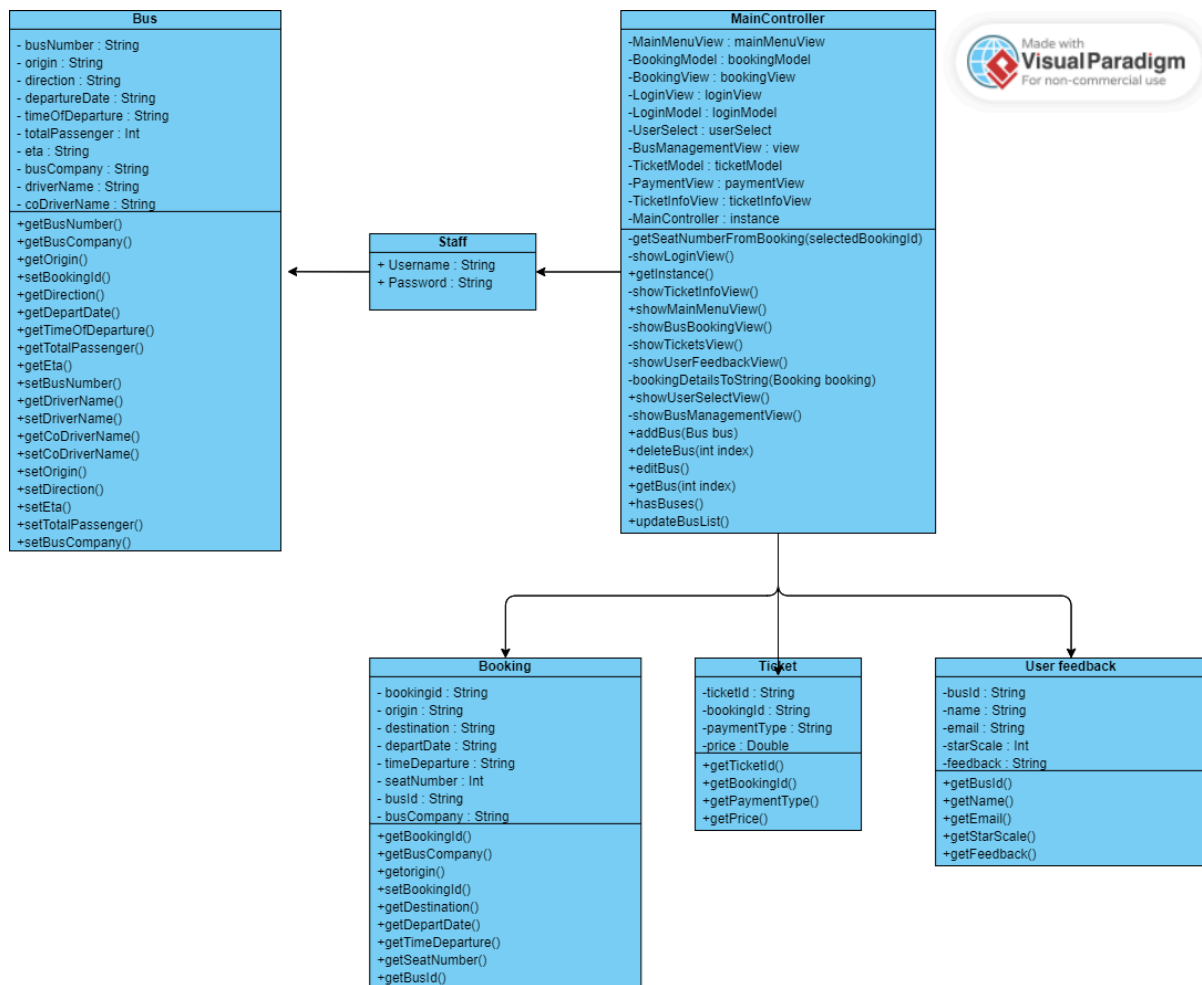 Bus
- busNumber : String
- origin : String
- direction : String
- departureDate : String
- timeOfDeparture : String
- totalPassenger : Int
- eta : String
- busCompany : String
- driverName : String
- coDriverName : String
+getBusNumber()
+getBusCompany()
+getOrigin()
+setBookingId()
+getDirection()
+getDepartDate()
+getTimeOfDeparture()
+getTotalPassenger()
+getEta()
+setBusNumber()
+getDriverName()
+setDriverName()
+getCoDriverName()
+setCoDriverName()
+setOrigin()
+setDirection()
+setEta()
+setTotalPassenger()
+setBusCompany()
Staff
+ Username : String
+ Password : String
MainController
-MainMenuView : mainMenuView
-BookingModel : bookingModel
-BookingView : bookingView
-LoginView : loginView
-LoginModel : loginModel
-UserSelect : userSelect
-BusManagementView : view
-TicketModel : ticketModel
-PaymentView : paymentView
-TicketInfoView : ticketInfoView
-MainController : instance
-getSeatNumberFromBooking(selectedBookingId)
-showLoginView()
+getInstance()
-showTicketInfoView()
+showMainMenuView()
-showBusBookingView()
-showTicketsView()
-showUserFeedbackView()
-bookingDetailsToString(Booking booking)
+showUserSelectView()
-showBusManagementView()
+addBus(Bus bus)
+deleteBus(int index)
+editBus()
+getBus(int index)
+hasBuses()
+updateBusList()
Made with
Visual Paradigm
For non-commercial use
Booking
- bookingid : String
- origin : String
- destination : String
- departDate : String
- timeDeparture : String
- seatNumber : Int
- busId : String
- busCompany : String
+getBookingId()
+getBusCompany()
+getorigin()
+setBookingId()
+getDestination()
+getDepartDate()
+getTimeDeparture()
+getSeatNumber()
+getBusId()
Ticket
-ticketId : String
-bookingId : String
-paymentType : String
-price : Double
+getTicketId()
+getBookingId()
+getPaymentType()
+getPrice()
User feedback
-busId : String
-name : String
-email : String
-starScale : Int
-feedback : String
+getBusId()
+getName()
+getEmail()
+getStarScale()
+getFeedback()